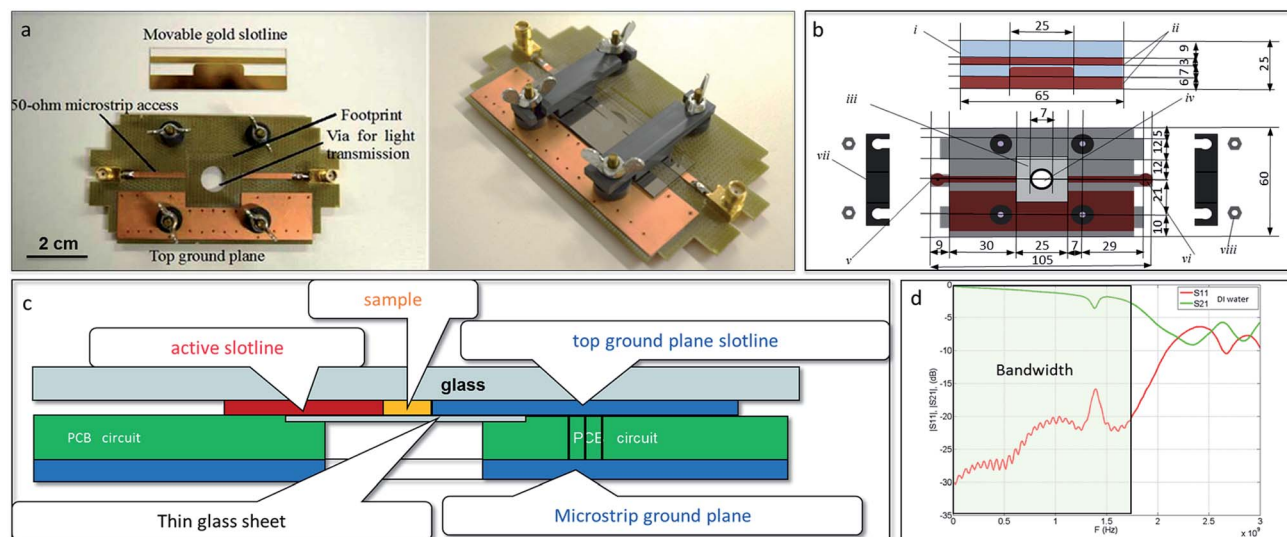 a
Movable gold slotline
50-ohm microstrip access
Footprint
Via for light
transmission
2 cm
Top ground plane
b
25
i
ii
9
3
7
6
25
65
iii
7
iv
vii
5
12
12
21
10
60
v
9
30
25
7
29
vi
viii
105
c
sample
active slotline
top ground plane slotline
glass
PCB circuit
PCB circuit
Thin glass sheet
Microstrip ground plane
d
S11
S21
DI water
Bandwidth
|S11|, |S21|, (dB)
0
-5
-10
-15
-20
-25
-30
-35
0
0.5
1
1.5
2
2.5
3
F (Hz)
x 10⁹